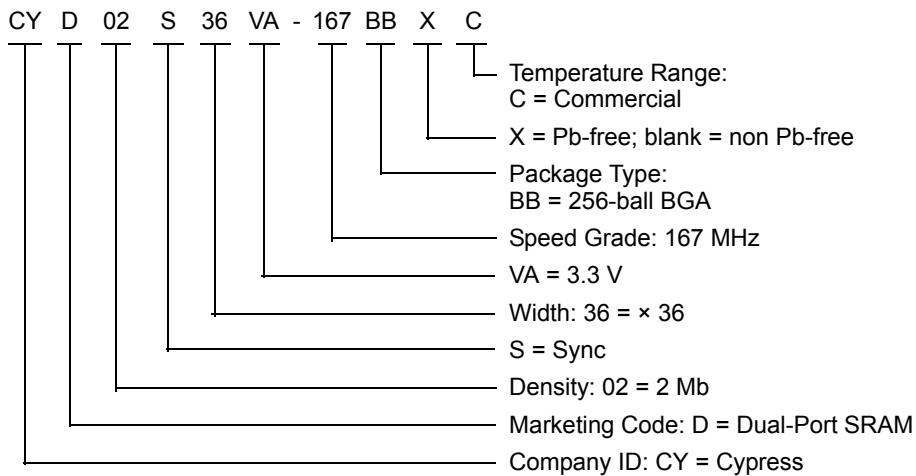 CY D 02 S 36 VA - 167 BB X C
Temperature Range:
C = Commercial
X = Pb-free; blank = non Pb-free
Package Type:
BB = 256-ball BGA
Speed Grade: 167 MHz
VA = 3.3 V
Width: 36 = × 36
S = Sync
Density: 02 = 2 Mb
Marketing Code: D = Dual-Port SRAM
Company ID: CY = Cypress